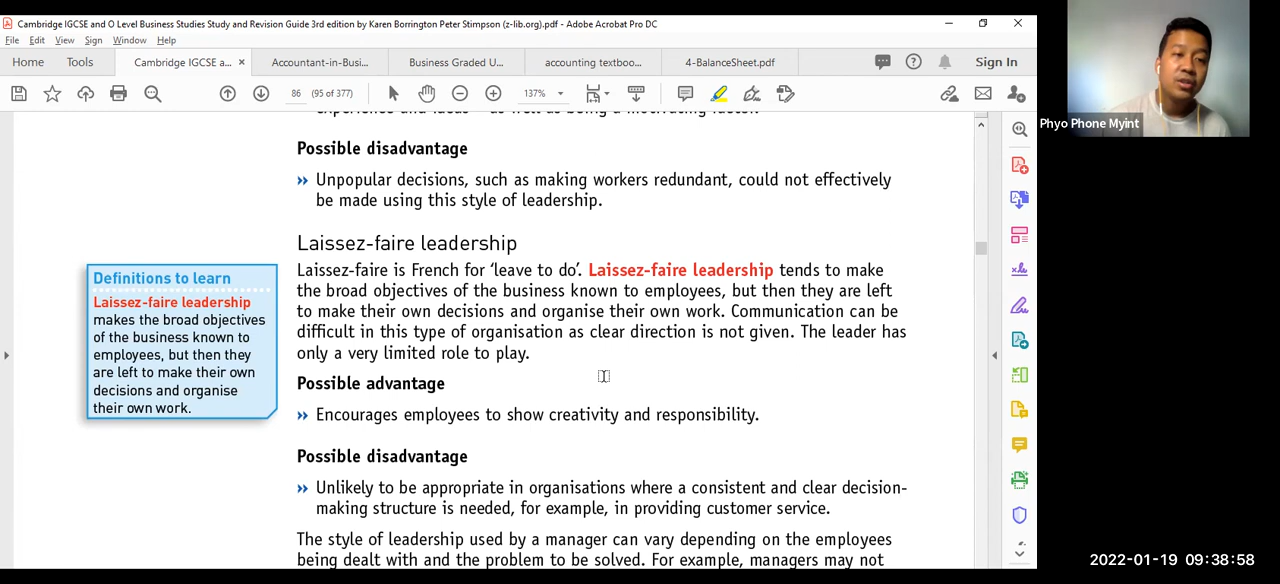 Cambridge IGCSE and O Level Business Studies Study and Revision Guide 3rd edition by Karen Borrington Peter Stimpson (z-lib.org).pdf - Adobe Acrobat Pro DC
File Edit View Sign Window Help
Home Tools Cambridge IGCSE a... × Accountant-in-Busi... Business Graded U... accounting textboo... 4-BalanceSheet.pdf Sign In
86 (95 of 377) 137%
Phyo Phone Myint
experience and ideas – as well as being a motivating factor.
Possible disadvantage
» Unpopular decisions, such as making workers redundant, could not effectively
be made using this style of leadership.
Laissez-faire leadership
Laissez-faire is French for ‘leave to do’. Laissez-faire leadership tends to make
the broad objectives of the business known to employees, but then they are left
to make their own decisions and organise their own work. Communication can be
difficult in this type of organisation as clear direction is not given. The leader has
only a very limited role to play.
Definitions to learn
Laissez-faire leadership
makes the broad objectives
of the business known to
employees, but then they
are left to make their own
decisions and organise
their own work.
Possible advantage
» Encourages employees to show creativity and responsibility.
Possible disadvantage
» Unlikely to be appropriate in organisations where a consistent and clear decision-
making structure is needed, for example, in providing customer service.
The style of leadership used by a manager can vary depending on the employees
being dealt with and the problem to be solved. For example, managers may not
2022-01-19 09:38:58